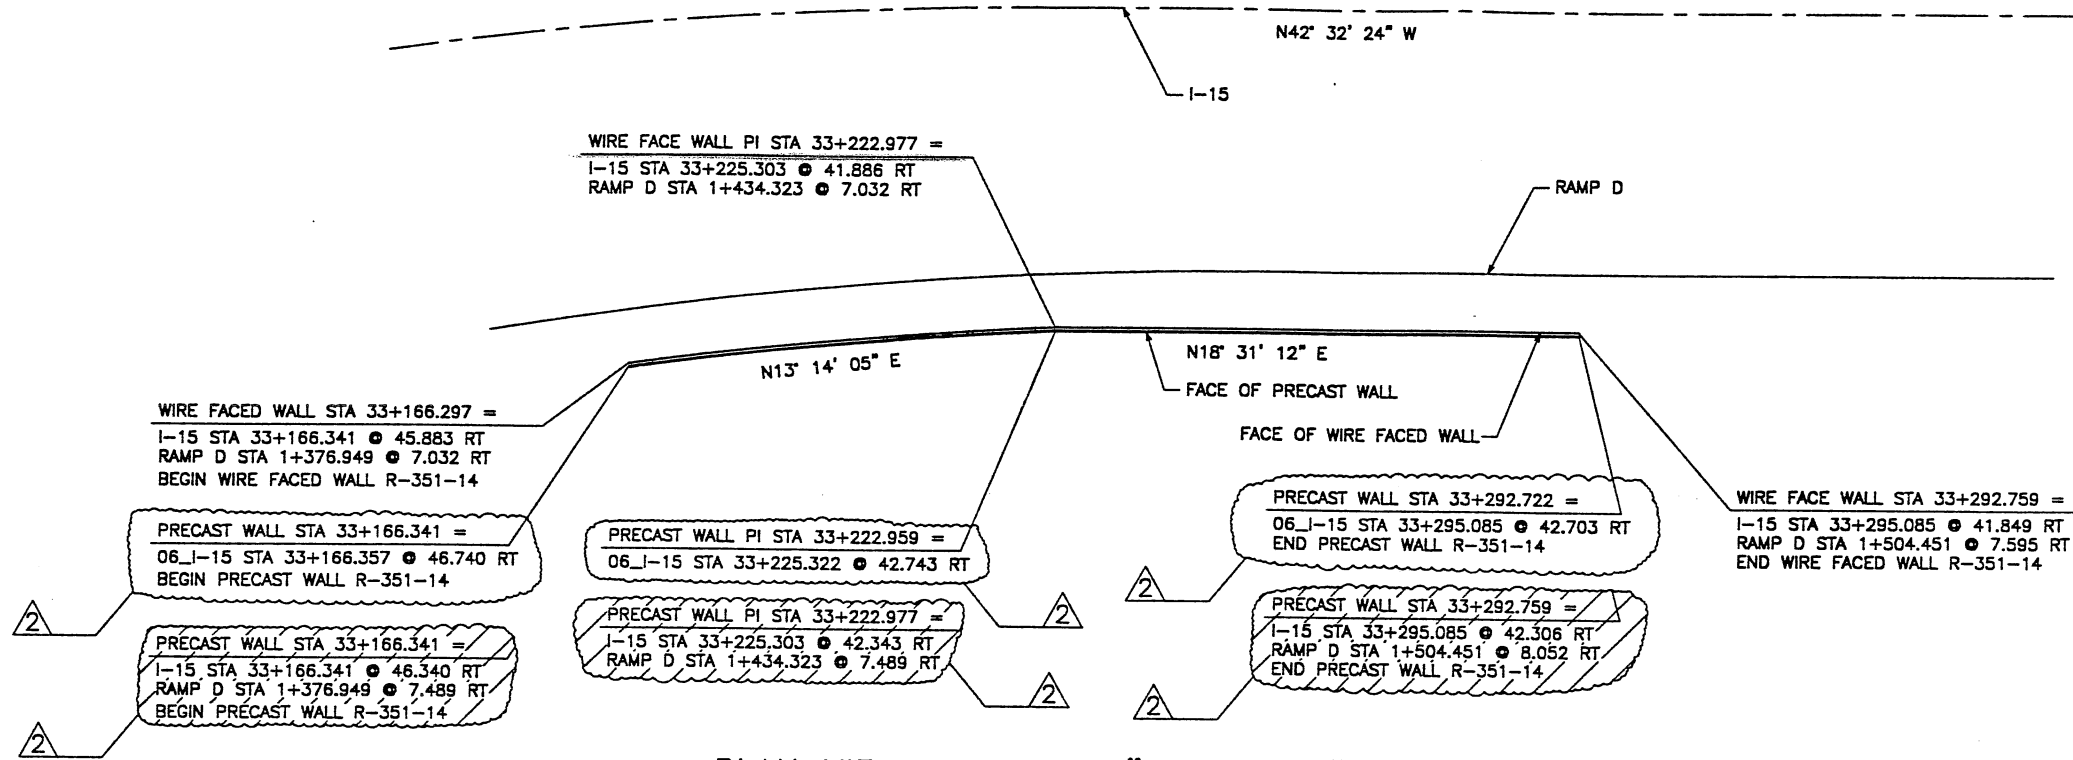 N42° 32' 24" W
I-15
WIRE FACE WALL PI STA 33+222.977 =
I-15 STA 33+225.303 @ 41.886 RT
RAMP D STA 1+434.323 @ 7.032 RT
RAMP D
N13° 14' 05" E
N18° 31' 12" E
FACE OF PRECAST WALL
FACE OF WIRE FACED WALL
WIRE FACED WALL STA 33+166.297 =
I-15 STA 33+166.341 @ 45.883 RT
RAMP D STA 1+376.949 @ 7.032 RT
BEGIN WIRE FACED WALL R-351-14
PRECAST WALL STA 33+166.341 =
06_I-15 STA 33+166.357 @ 46.740 RT
BEGIN PRECAST WALL R-351-14
2
PRECAST WALL STA 33+166.341 =
I-15 STA 33+166.341 @ 46.340 RT
RAMP D STA 1+376.949 @ 7.489 RT
BEGIN PRECAST WALL R-351-14
2
PRECAST WALL PI STA 33+222.959 =
06_I-15 STA 33+225.322 @ 42.743 RT
2
PRECAST WALL PI STA 33+222.977 =
I-15 STA 33+225.303 @ 42.343 RT
RAMP D STA 1+434.323 @ 7.489 RT
2
PRECAST WALL STA 33+292.722 =
06_I-15 STA 33+295.085 @ 42.703 RT
END PRECAST WALL R-351-14
2
PRECAST WALL STA 33+292.759 =
I-15 STA 33+295.085 @ 42.306 RT
RAMP D STA 1+504.451 @ 8.052 RT
END PRECAST WALL R-351-14
2
WIRE FACE WALL STA 33+292.759 =
I-15 STA 33+295.085 @ 41.849 RT
RAMP D STA 1+504.451 @ 7.595 RT
END WIRE FACED WALL R-351-14